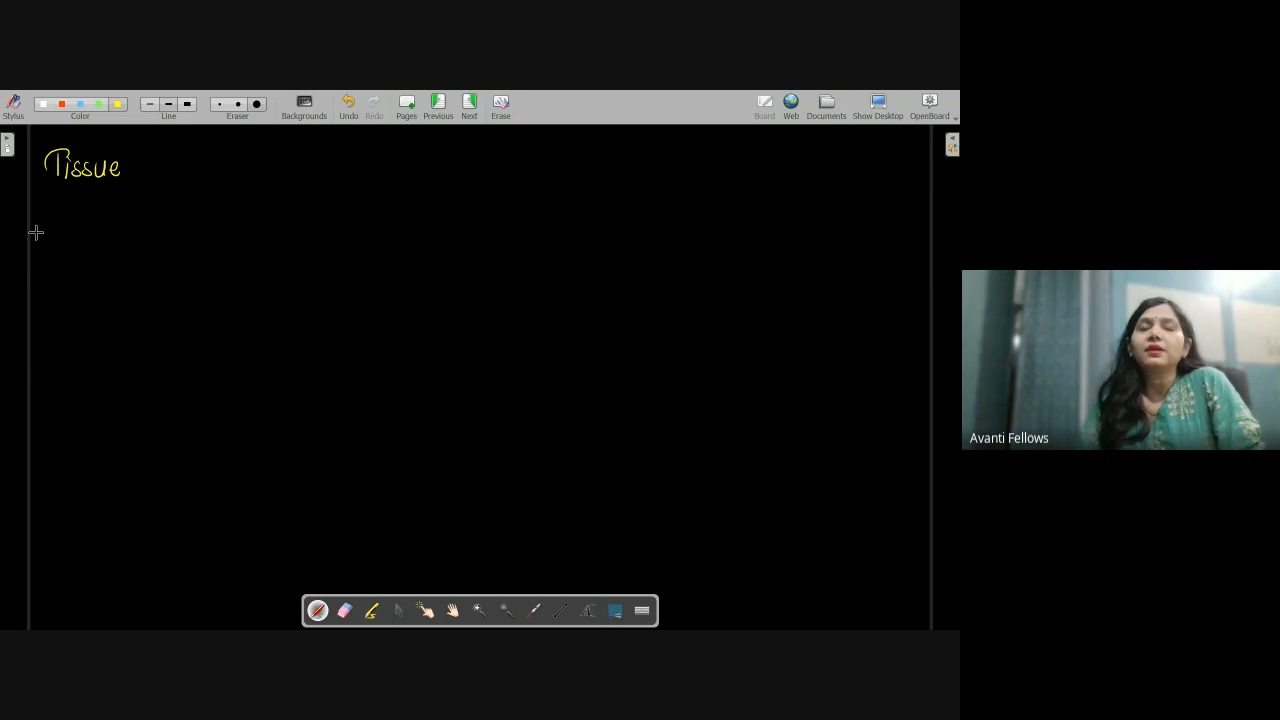 Stylus Color Line Eraser Backgrounds Undo Redo Pages Previous Next Erase Board Web Documents Show Desktop OpenBoard
Tissue
Avanti Fellows